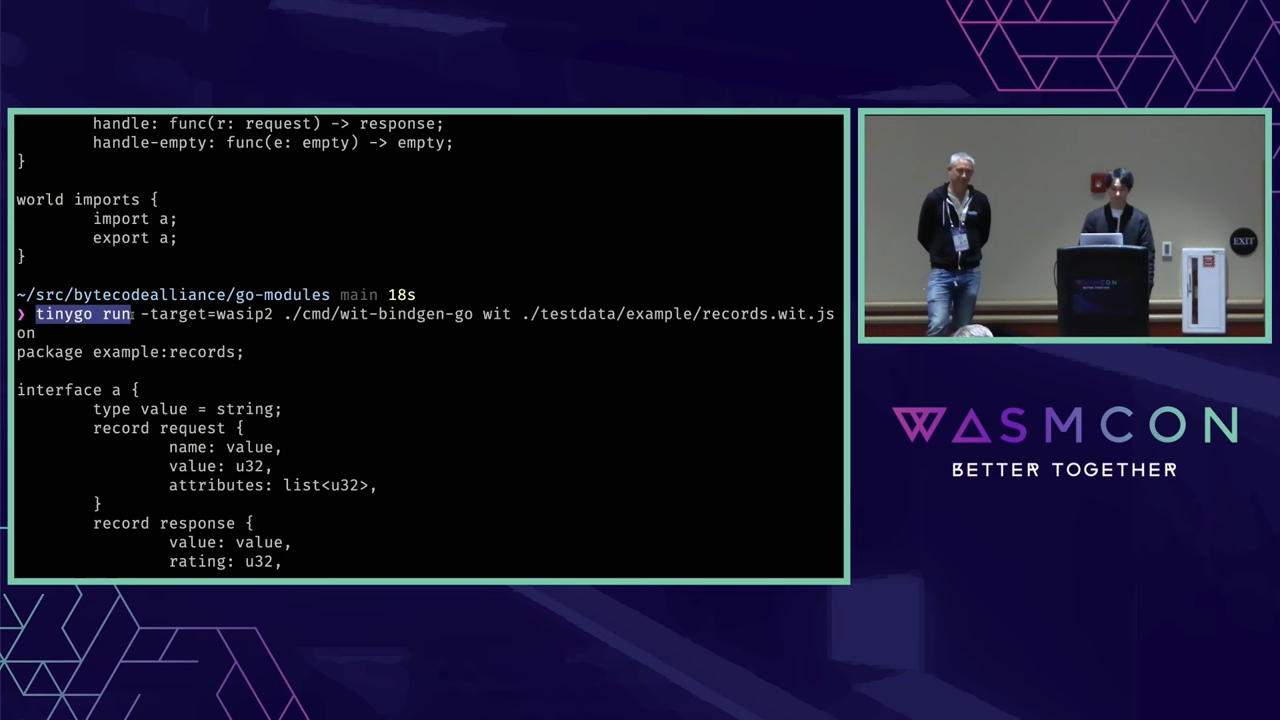 handle: func(r: request) -> response;
handle-empty: func(e: empty) -> empty;
}
world imports {
import a;
export a;
}
~/src/bytecodealliance/go-modules main 18s
❯ tinygo run -target=wasip2 ./cmd/wit-bindgen-go wit ./testdata/example/records.wit.js
on
package example:records;
interface a {
type value = string;
record request {
name: value,
value: u32,
attributes: list<u32>,
}
record response {
value: value,
rating: u32,
EXIT
WASMCON
WASMCON
BETTER TOGETHER